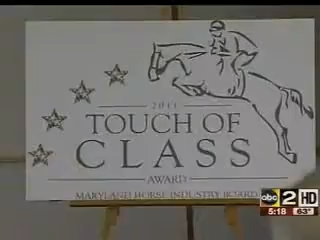 2011
TOUCH OF
CLASS
AWARD
MARYLAND HORSE INDUSTRY BOARD
abc 2 HD
5:18 63°